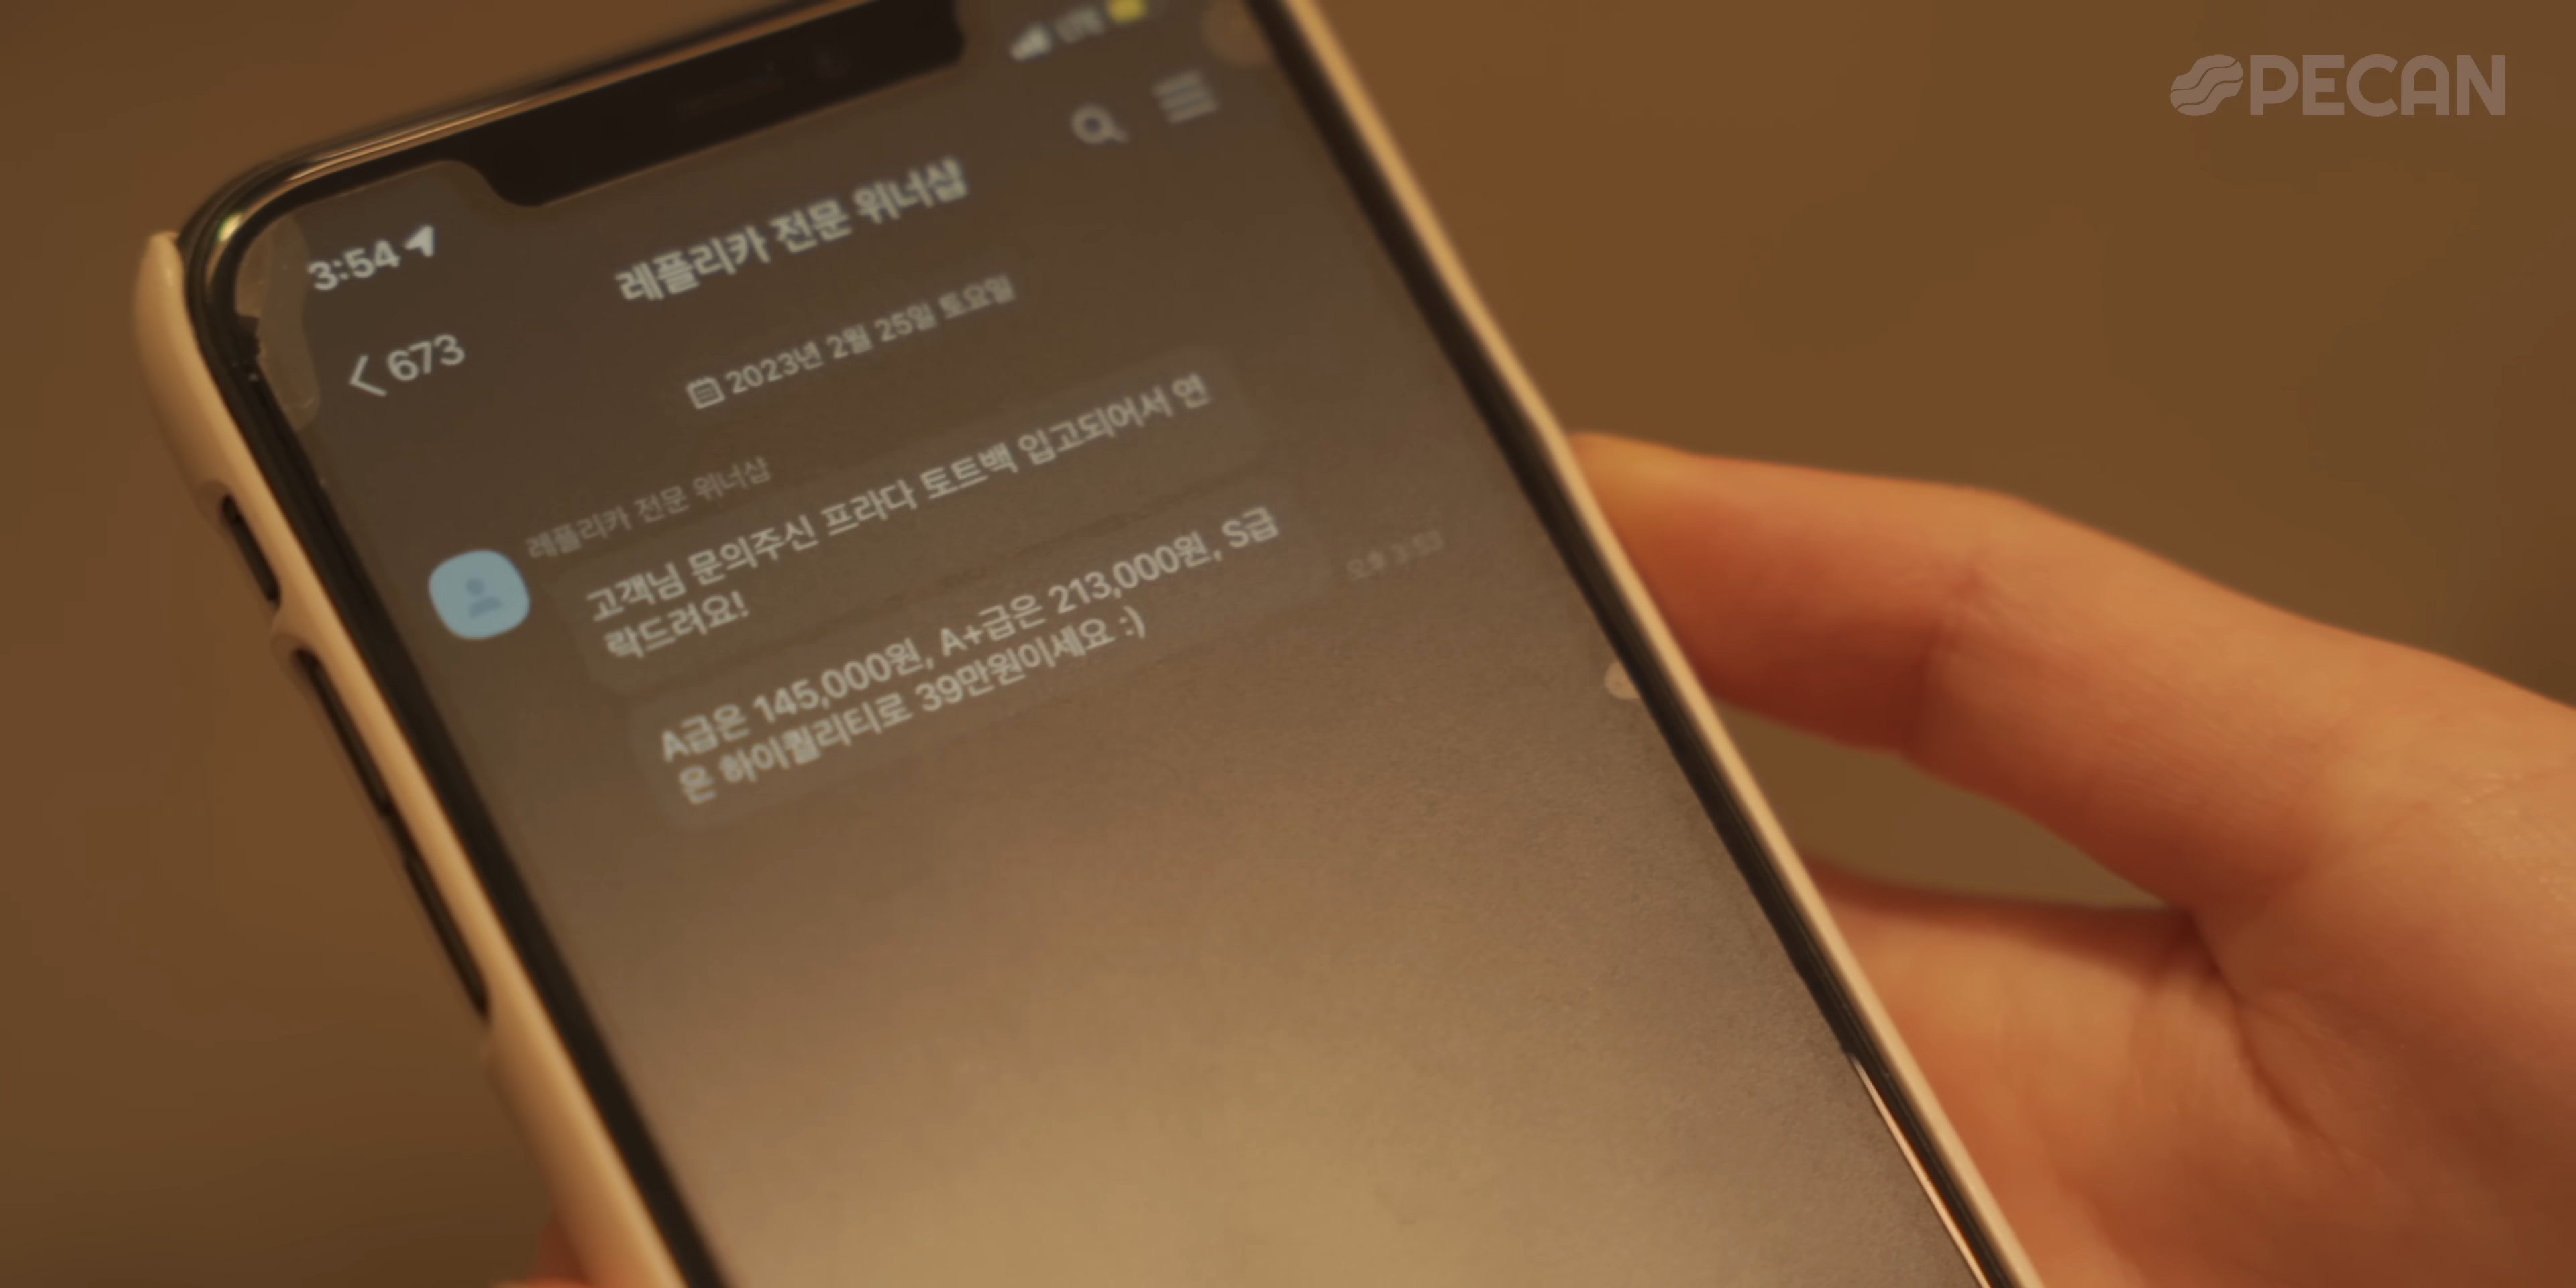 PECAN
3:54
레플리카 전문 위너샵
< 673
2023년 2월 25일 토요일
레플리카 전문 위너샵
고객님 문의주신 프라다 토트백 입고되어서 연
락드려요!
A급은 145,000원, A+급은 213,000원, S급
은 하이퀄리티로 39만원이세요 :)
오후 3:53